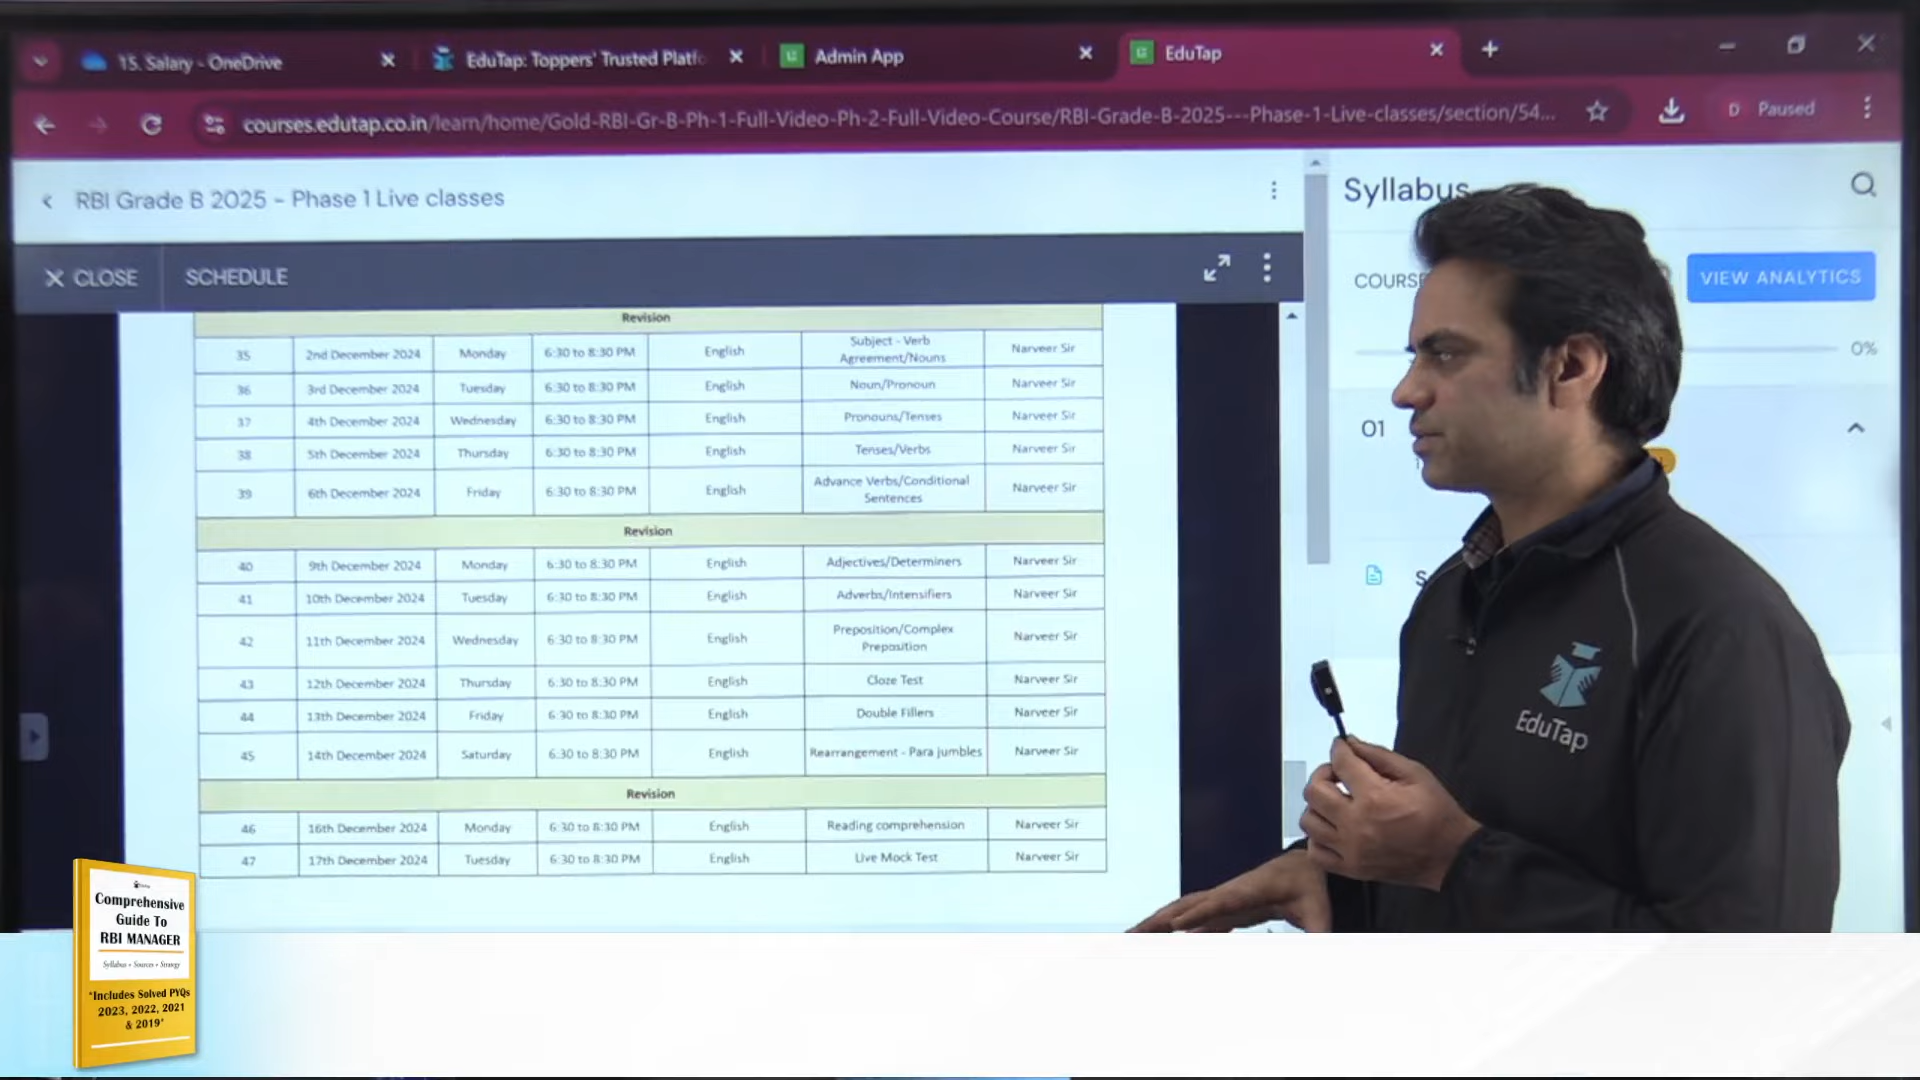 15. Salary - OneDrive
EduTap: Toppers' Trusted Platfo
Admin App
EduTap
courses.edutap.co.in/learn/home/Gold-RBI-Gr-B-Ph-1-Full-Video-Ph-2-Full-Video-Course/RBI-Grade-B-2025---Phase-1-Live-classes/section/54...
D Paused
RBI Grade B 2025 - Phase 1 Live classes
Syllabus
CLOSE SCHEDULE
COURSE
VIEW ANALYTICS
0%
01
Revision
35 2nd December 2024 Monday 6:30 to 8:30 PM English Subject - Verb Agreement/Nouns Narveer Sir
36 3rd December 2024 Tuesday 6:30 to 8:30 PM English Noun/Pronoun Narveer Sir
37 4th December 2024 Wednesday 6:30 to 8:30 PM English Pronouns/Tenses Narveer Sir
38 5th December 2024 Thursday 6:30 to 8:30 PM English Tenses/Verbs Narveer Sir
39 6th December 2024 Friday 6:30 to 8:30 PM English Advance Verbs/Conditional Sentences Narveer Sir
Revision
40 9th December 2024 Monday 6:30 to 8:30 PM English Adjectives/Determiners Narveer Sir
41 10th December 2024 Tuesday 6:30 to 8:30 PM English Adverbs/Intensifiers Narveer Sir
42 11th December 2024 Wednesday 6:30 to 8:30 PM English Preposition/Complex Preposition Narveer Sir
43 12th December 2024 Thursday 6:30 to 8:30 PM English Cloze Test Narveer Sir
44 13th December 2024 Friday 6:30 to 8:30 PM English Double Fillers Narveer Sir
45 14th December 2024 Saturday 6:30 to 8:30 PM English Rearrangement - Para jumbles Narveer Sir
Revision
46 16th December 2024 Monday 6:30 to 8:30 PM English Reading comprehension Narveer Sir
47 17th December 2024 Tuesday 6:30 to 8:30 PM English Live Mock Test Narveer Sir
EduTap
Comprehensive
Guide To
RBI MANAGER
Syllabus • Sources • Strategy
*Includes Solved PYQs
2023, 2022, 2021
& 2019*